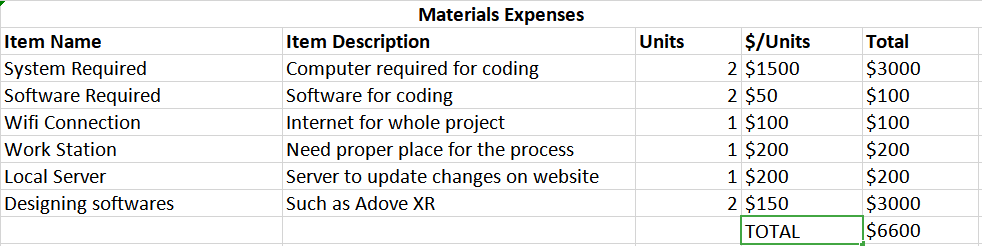 Materials Expenses
Item Name Item Description Units $/Units Total
System Required Computer required for coding 2 $1500 $3000
Software Required Software for coding 2 $50 $100
Wifi Connection Internet for whole project 1 $100 $100
Work Station Need proper place for the process 1 $200 $200
Local Server Server to update changes on website 1 $200 $200
Designing softwares Such as Adove XR 2 $150 $3000
TOTAL $6600